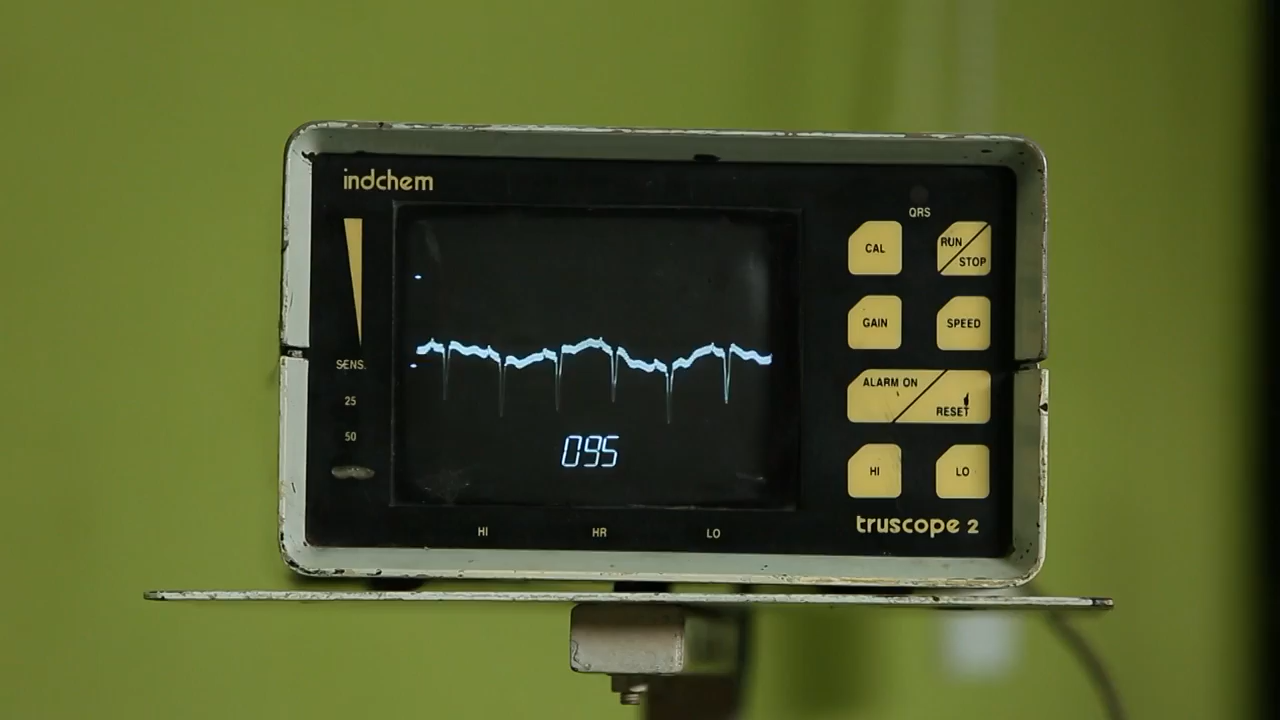 indchem
QRS
CAL
RUN
STOP
GAIN
SPEED
SENS.
25
50
ALARM ON
RESET
HI
LO
095
HI
HR
LO
truscope 2